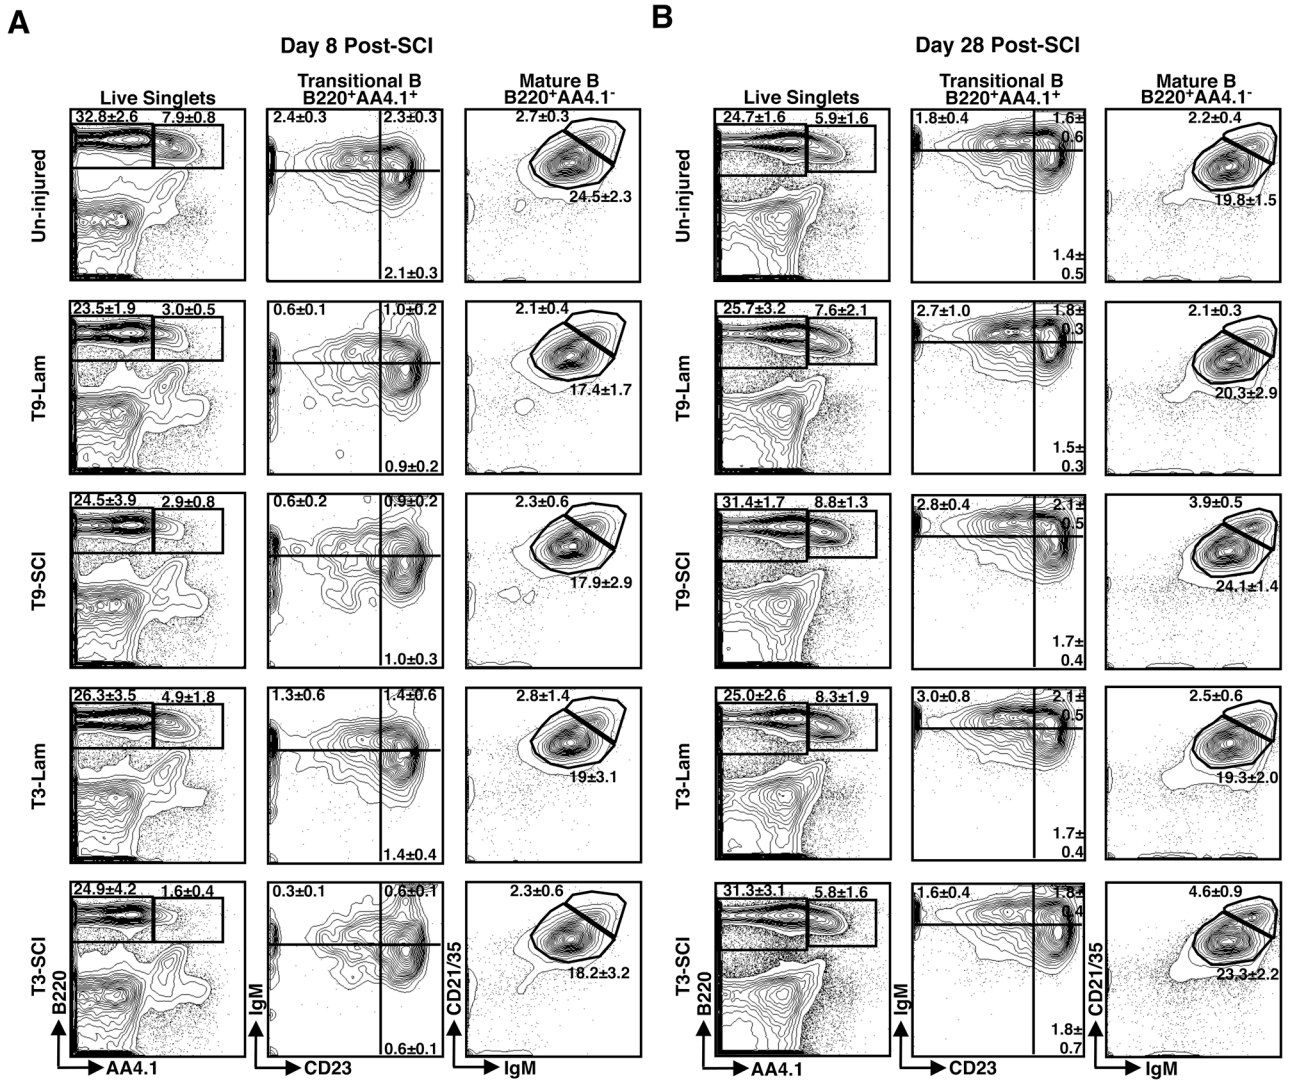 A
B
Day 8 Post-SCI
Day 28 Post-SCI
Live Singlets
Transitional B
B220+AA4.1+
Mature B
B220+AA4.1-
Live Singlets
Transitional B
B220+AA4.1+
Mature B
B220+AA4.1-
Un-injured
32.8±2.6 7.9±0.8
2.4±0.3 2.3±0.3
2.1±0.3
2.7±0.3
24.5±2.3
Un-injured
24.7±1.6 5.9±1.6
1.8±0.4 1.6±
0.6
1.4±
0.5
2.2±0.4
19.8±1.5
T9-Lam
23.5±1.9 3.0±0.5
0.6±0.1 1.0±0.2
0.9±0.2
2.1±0.4
17.4±1.7
T9-Lam
25.7±3.2 7.6±2.1
2.7±1.0 1.8±
0.3
1.5±
0.3
2.1±0.3
20.3±2.9
T9-SCI
24.5±3.9 2.9±0.8
0.6±0.2 0.9±0.2
1.0±0.3
2.3±0.6
17.9±2.9
T9-SCI
31.4±1.7 8.8±1.3
2.8±0.4 2.1±
0.5
1.7±
0.4
3.9±0.5
24.1±1.4
T3-Lam
26.3±3.5 4.9±1.8
1.3±0.6 1.4±0.6
1.4±0.4
2.8±1.4
19±3.1
T3-Lam
25.0±2.6 8.3±1.9
3.0±0.8 2.1±
0.5
1.7±
0.4
2.5±0.6
19.3±2.0
T3-SCI
24.9±4.2 1.6±0.4
0.3±0.1 0.6±0.1
0.6±0.1
2.3±0.6
18.2±3.2
T3-SCI
31.3±3.1 5.8±1.6
1.6±0.4 1.8±
0.4
1.8±
0.7
4.6±0.9
23.3±2.2
B220
AA4.1
IgM
CD23
CD21/35
IgM
B220
AA4.1
IgM
CD23
CD21/35
IgM